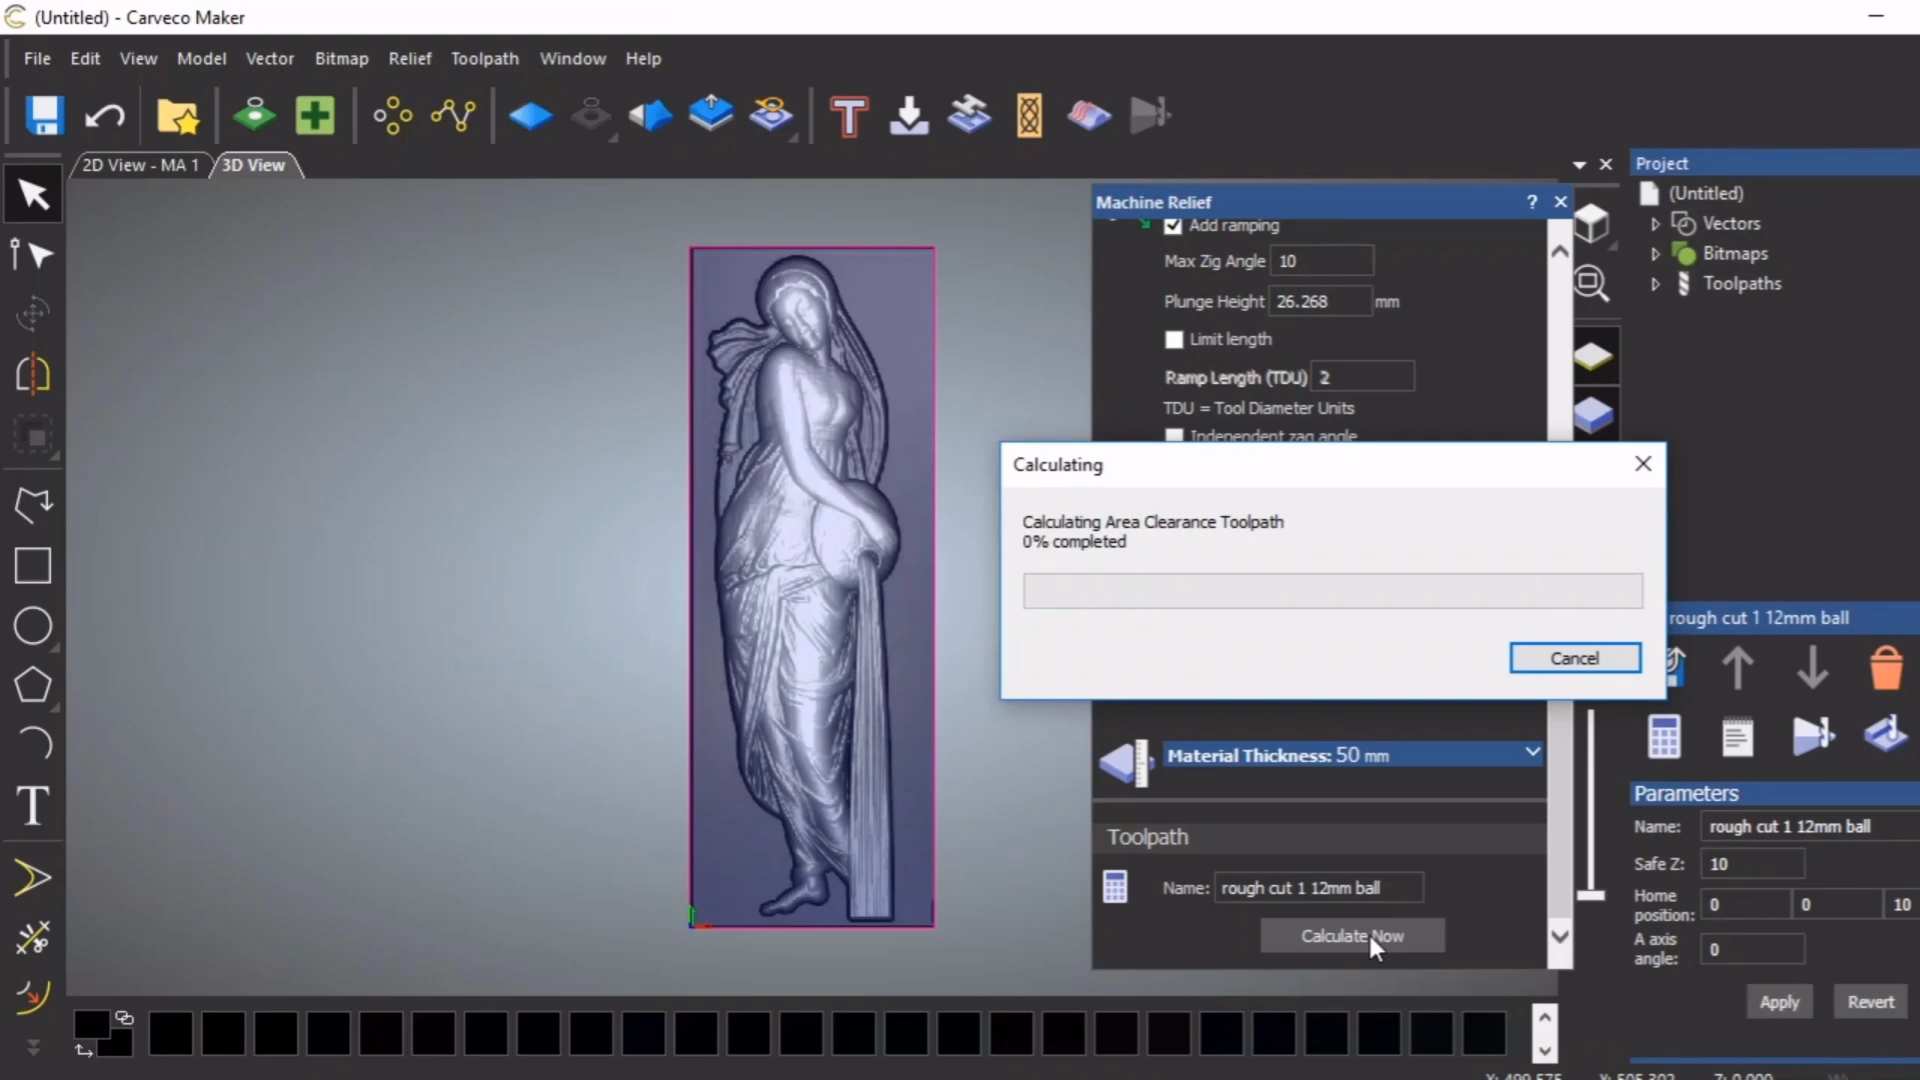 (Untitled) - Carveco Maker
File Edit View Model Vector Bitmap Relief Toolpath Window Help
2D View - MA 1 3D View
Machine Relief ?
Add ramping
Max Zig Angle 10
Plunge Height 26.268 mm
Limit length
Ramp Length (TDU) 2
TDU = Tool Diameter Units
Independent zag angle
Calculating
Calculating Area Clearance Toolpath
0% completed
Cancel
Material Thickness: 50 mm
Toolpath
Name: rough cut 1 12mm ball
Calculate Now
Project
(Untitled)
Vectors
Bitmaps
Toolpaths
rough cut 1 12mm ball
Parameters
Name: rough cut 1 12mm ball
Safe Z: 10
Home position: 0 0 10
A axis angle: 0
Apply Revert